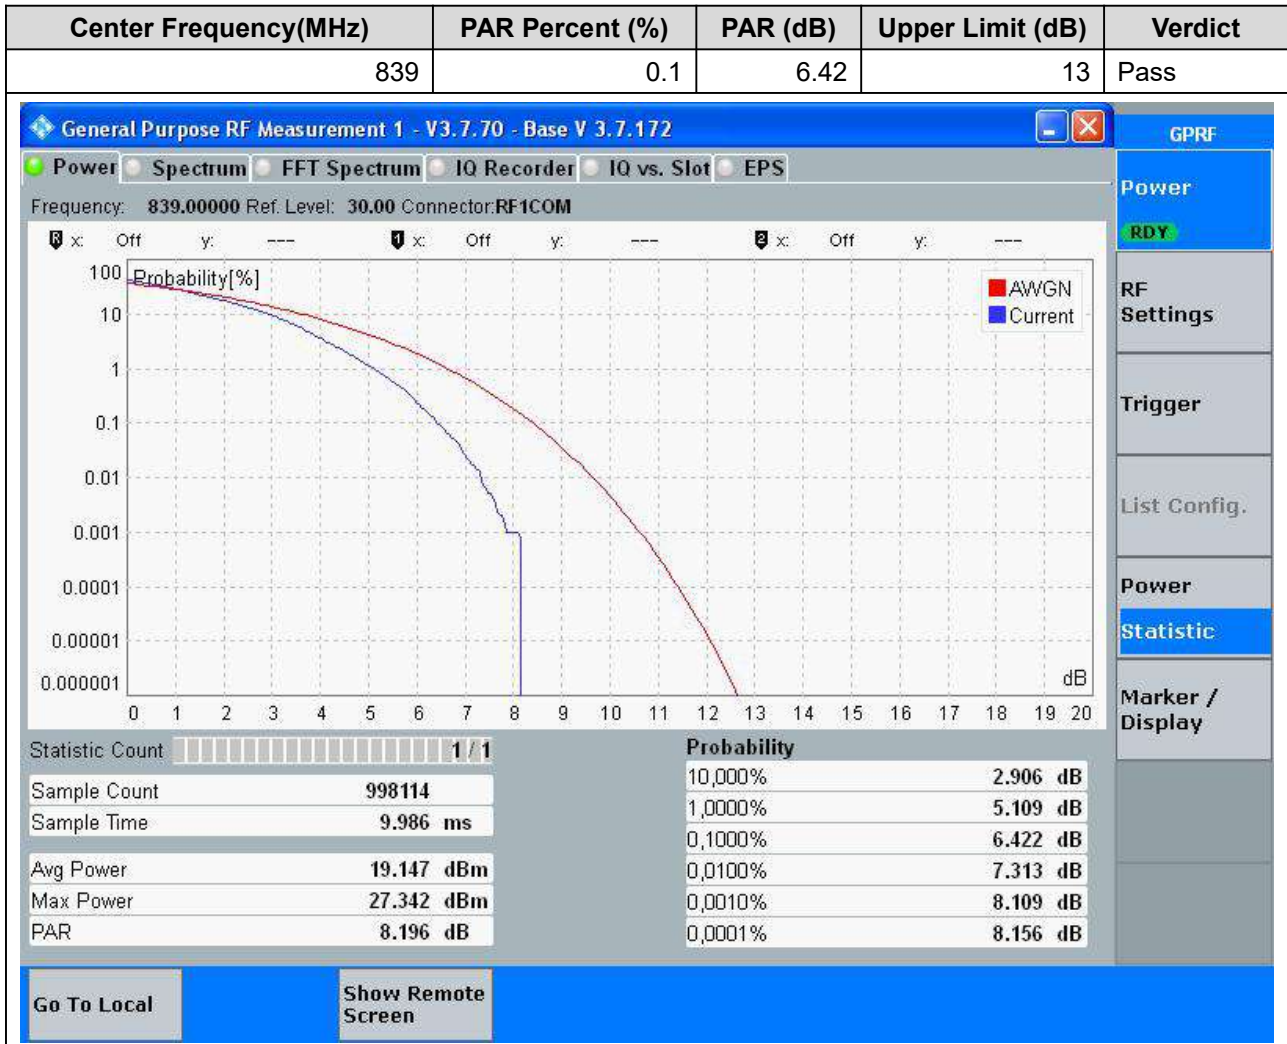 Center Frequency(MHz) PAR Percent (%) PAR (dB) Upper Limit (dB) Verdict
839 0.1 6.42 13 Pass
General Purpose RF Measurement 1 - V3.7.70 - Base V 3.7.172
GPRF
Power Spectrum FFT Spectrum IQ Recorder IQ vs. Slot EPS
Power
RDY
Frequency: 839.00000 Ref. Level: 30.00 Connector:RF1COM
R x: Off y: --- 1 x: Off y: --- 2 x: Off y: ---
Probability[%]
AWGN
Current
100
10
1
0.1
0.01
0.001
0.0001
0.00001
0.000001
dB
0 1 2 3 4 5 6 7 8 9 10 11 12 13 14 15 16 17 18 19 20
RF
Settings
Trigger
List Config.
Power
Statistic
Marker /
Display
Statistic Count 1 / 1
Sample Count 998114
Sample Time 9.986 ms
Avg Power 19.147 dBm
Max Power 27.342 dBm
PAR 8.196 dB
Probability
10,000% 2.906 dB
1,0000% 5.109 dB
0,1000% 6.422 dB
0,0100% 7.313 dB
0,0010% 8.109 dB
0,0001% 8.156 dB
Go To Local
Show Remote
Screen